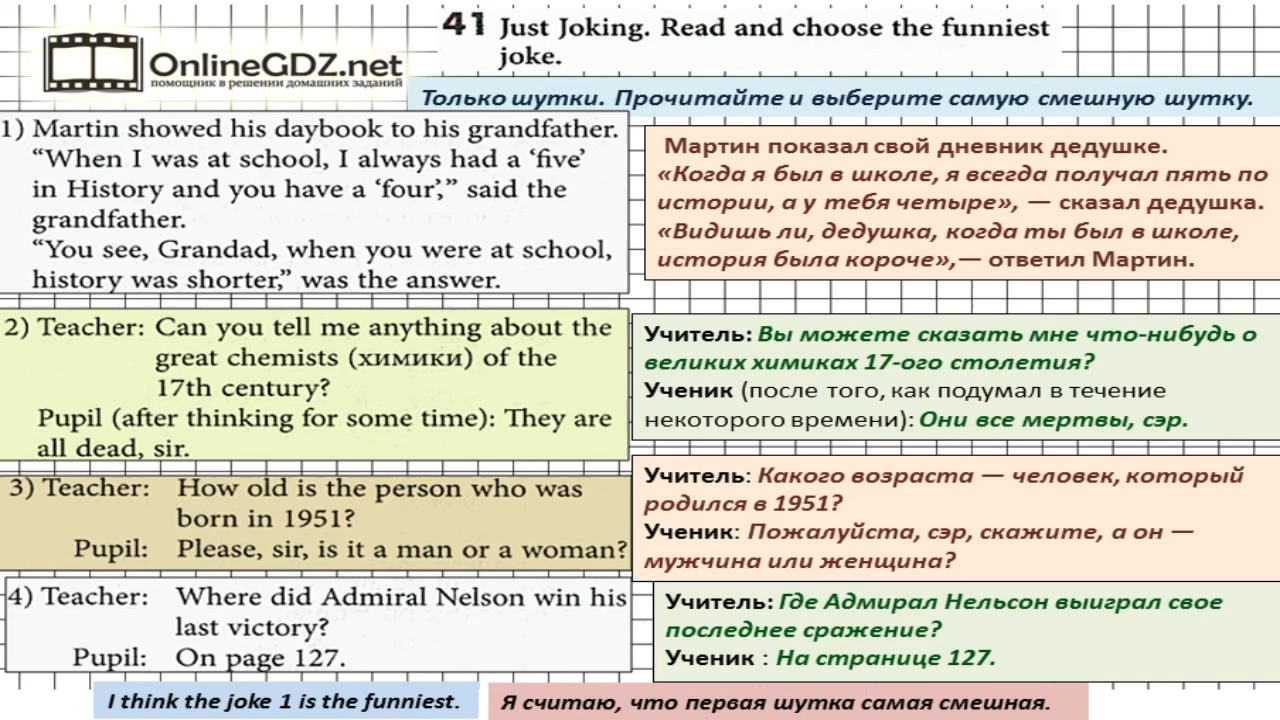 41 Just Joking. Read and choose the funniest
joke.
OnlineGDZ.net
помощник в решении домашних заданий
Только шутки. Прочитайте и выберите самую смешную шутку.
1) Martin showed his daybook to his grandfather.
“When I was at school, I always had a ‘five’
in History and you have a ‘four’,” said the
grandfather.
“You see, Grandad, when you were at school,
history was shorter,” was the answer.
Мартин показал свой дневник дедушке.
«Когда я был в школе, я всегда получал пять по
истории, а у тебя четыре», — сказал дедушка.
«Видишь ли, дедушка, когда ты был в школе,
история была короче»,— ответил Мартин.
2) Teacher: Can you tell me anything about the
great chemists (химики) of the
17th century?
Pupil (after thinking for some time): They are
all dead, sir.
Учитель: Вы можете сказать мне что-нибудь о
великих химиках 17-ого столетия?
Ученик (после того, как подумал в течение
некоторого времени): Они все мертвы, сэр.
3) Teacher: How old is the person who was
born in 1951?
Pupil: Please, sir, is it a man or a woman?
Учитель: Какого возраста — человек, который
родился в 1951?
Ученик: Пожалуйста, сэр, скажите, а он —
мужчина или женщина?
4) Teacher: Where did Admiral Nelson win his
last victory?
Pupil: On page 127.
Учитель: Где Адмирал Нельсон выиграл свое
последнее сражение?
Ученик : На странице 127.
I think the joke 1 is the funniest.
Я считаю, что первая шутка самая смешная.